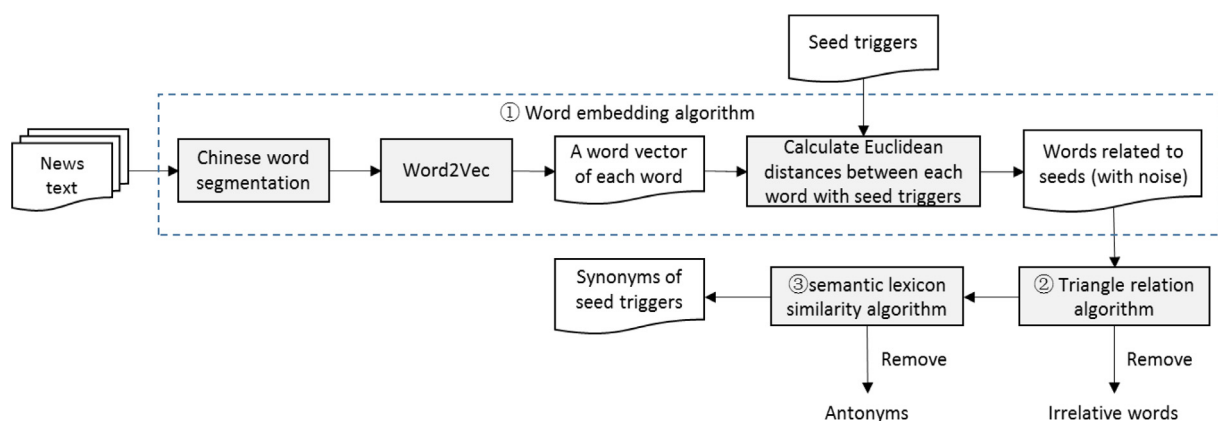 Seed triggers
① Word embedding algorithm
News
text
Chinese word
segmentation
Word2Vec
A word vector
of each word
Calculate Euclidean
distances between each
word with seed triggers
Words related to
seeds (with noise)
Synonyms of
seed triggers
③semantic lexicon
similarity algorithm
② Triangle relation
algorithm
Remove
Remove
Antonyms
Irrelative words